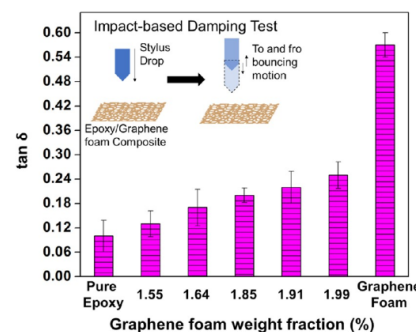 Impact-based Damping Test
Stylus
Drop
To and fro
bouncing
motion
Epoxy/Graphene
foam Composite
tan δ
0.60
0.54
0.48
0.42
0.36
0.30
0.24
0.18
0.12
0.06
0.00
Pure
Epoxy
1.55
1.64
1.85
1.91
1.99
Graphene
Foam
Graphene foam weight fraction (%)